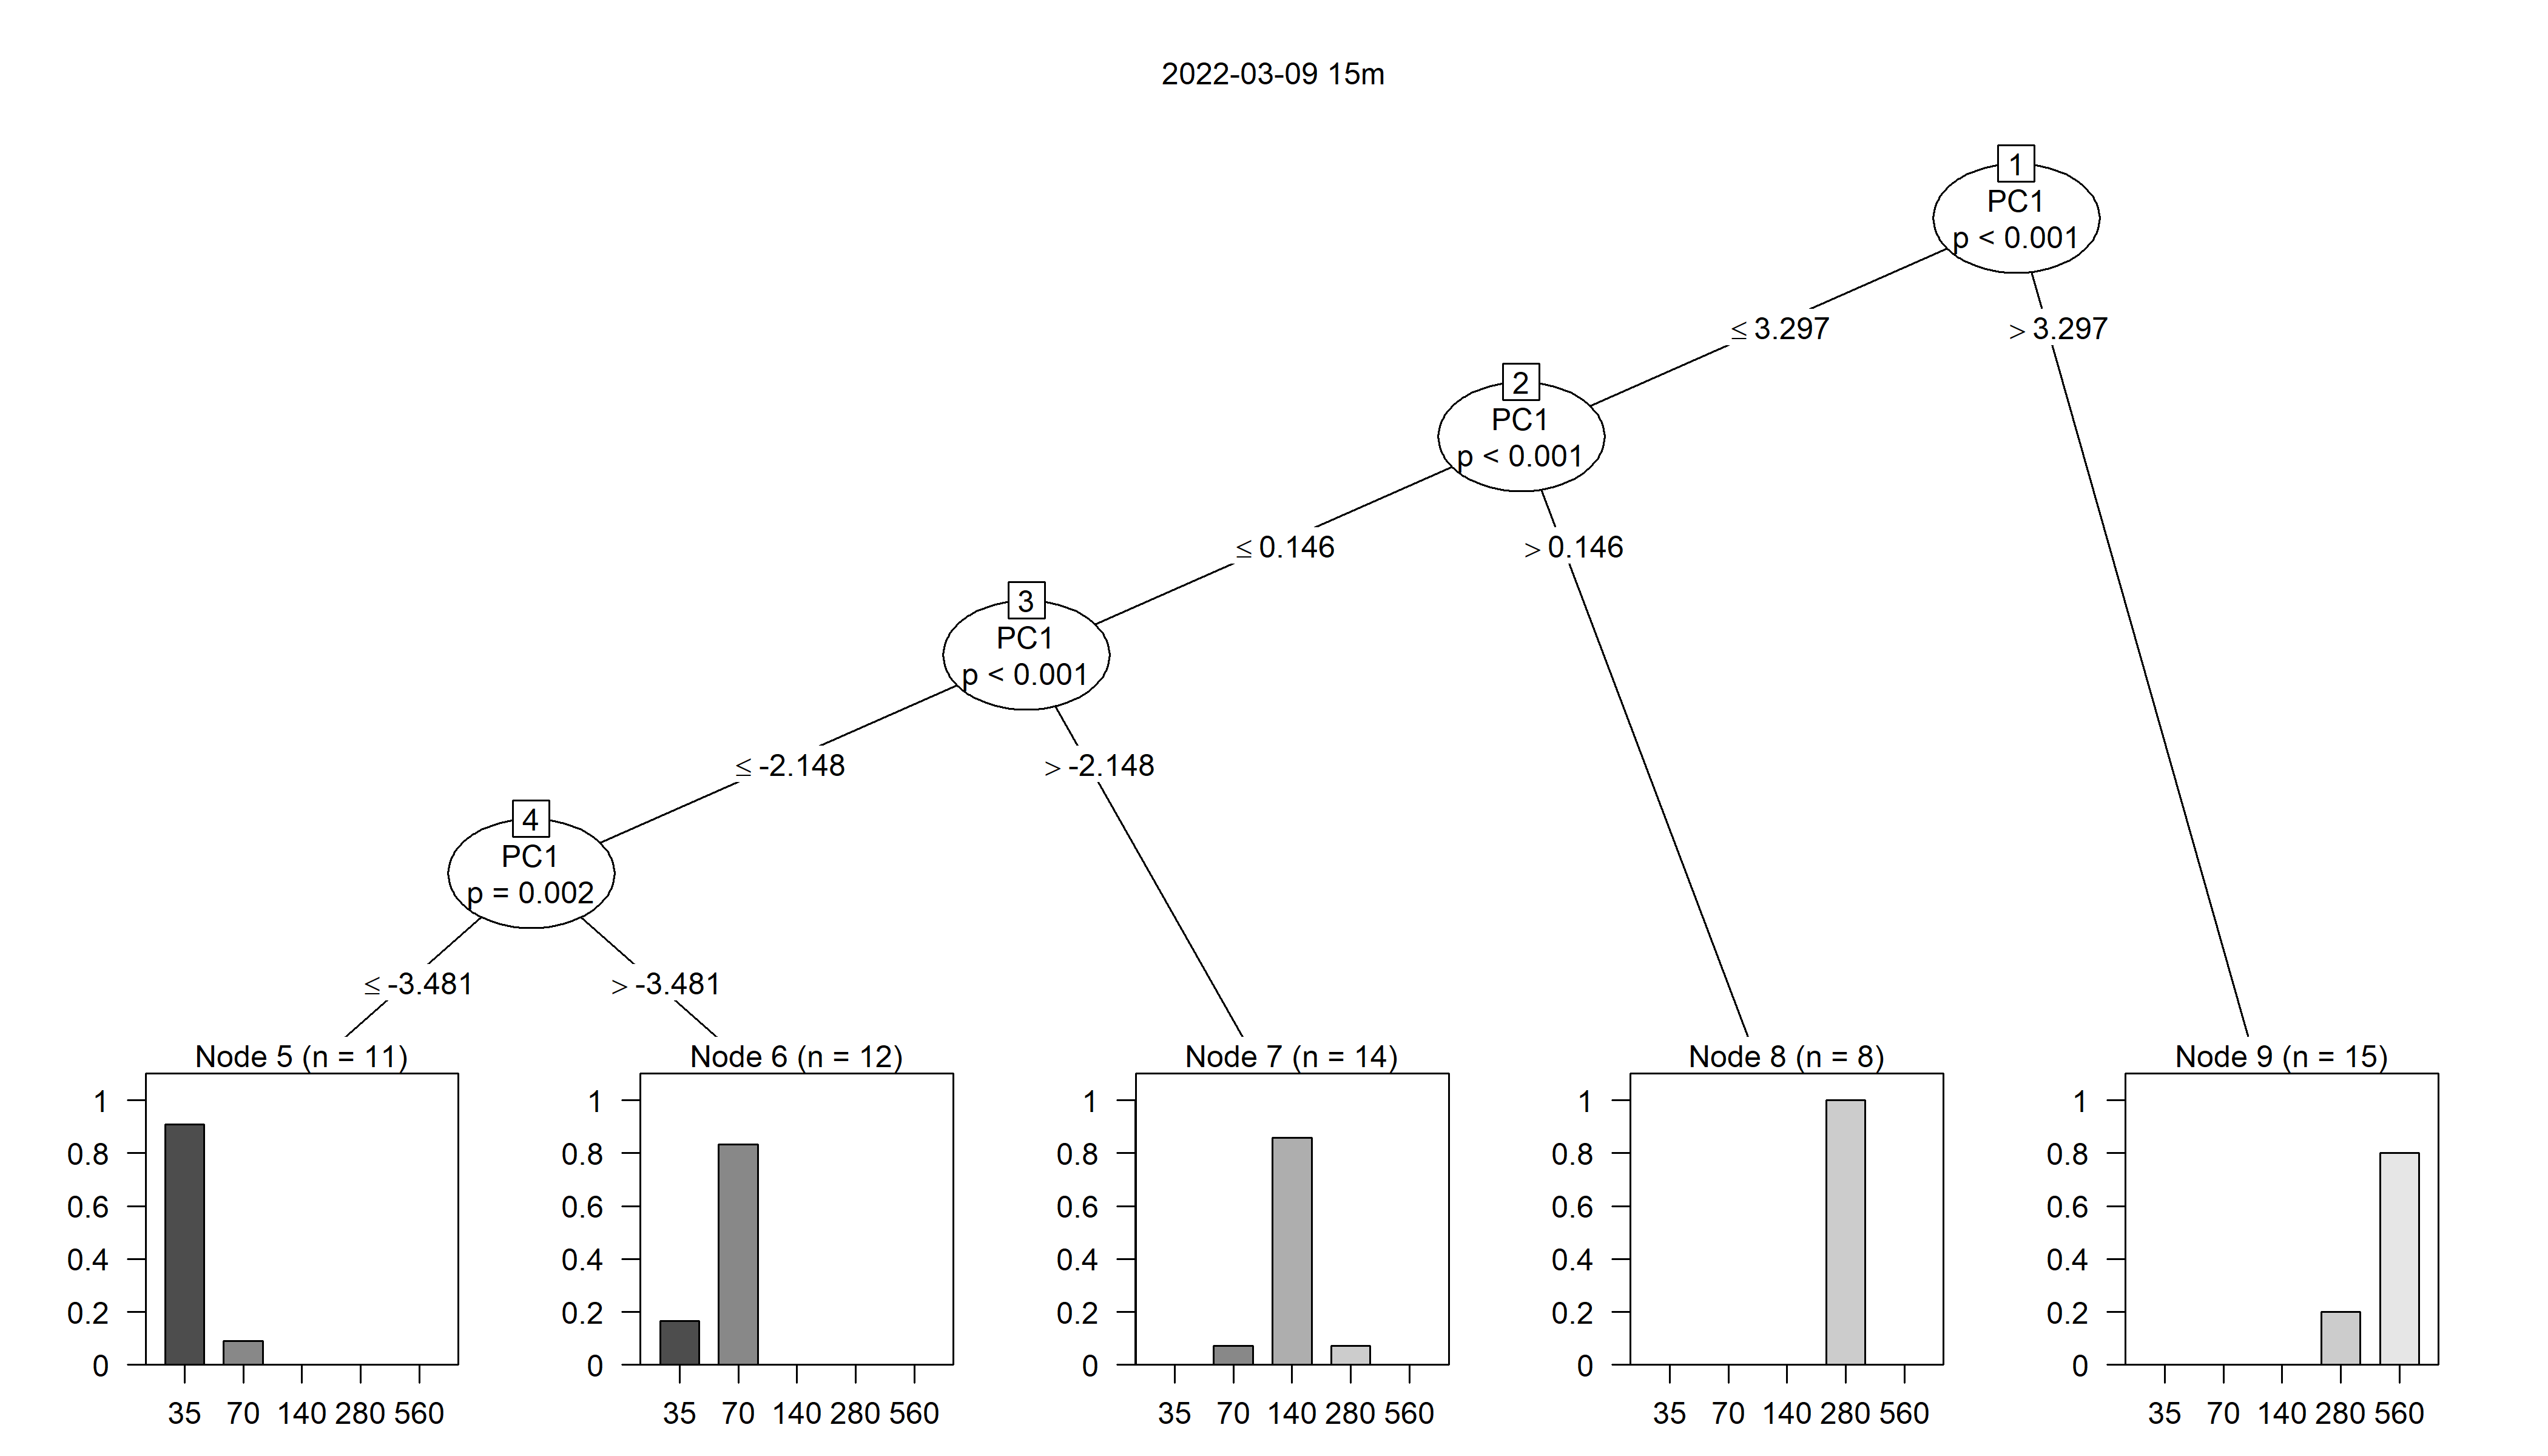 2022-03-09 15m
1
PC1
p < 0.001
≤ 3.297
> 3.297
2
PC1
p < 0.001
≤ 0.146
> 0.146
3
PC1
p < 0.001
≤ -2.148
> -2.148
4
PC1
p = 0.002
≤ -3.481
> -3.481
Node 5 (n = 11)
1
0.8
0.6
0.4
0.2
0
35 70 140 280 560
Node 6 (n = 12)
1
0.8
0.6
0.4
0.2
0
35 70 140 280 560
Node 7 (n = 14)
1
0.8
0.6
0.4
0.2
0
35 70 140 280 560
Node 8 (n = 8)
1
0.8
0.6
0.4
0.2
0
35 70 140 280 560
Node 9 (n = 15)
1
0.8
0.6
0.4
0.2
0
35 70 140 280 560